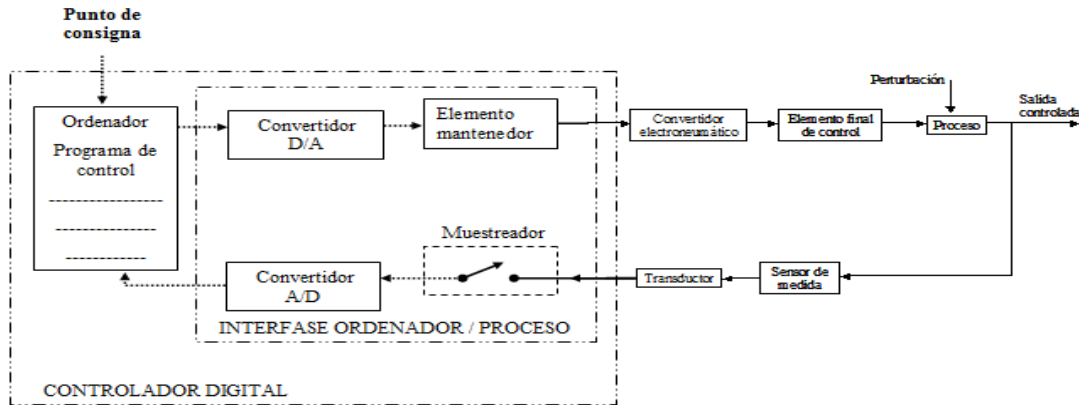 Punto de
consigna
Ordenador
Programa de
control
Convertidor
D/A
Elemento
mantenedor
Convertidor
electroneumático
Elemento final
de control
Perturbación
Proceso
Salida
controlada
Muestreador
Convertidor
A/D
Transductor
Sensor de
medida
INTERFASE ORDENADOR / PROCESO
CONTROLADOR DIGITAL